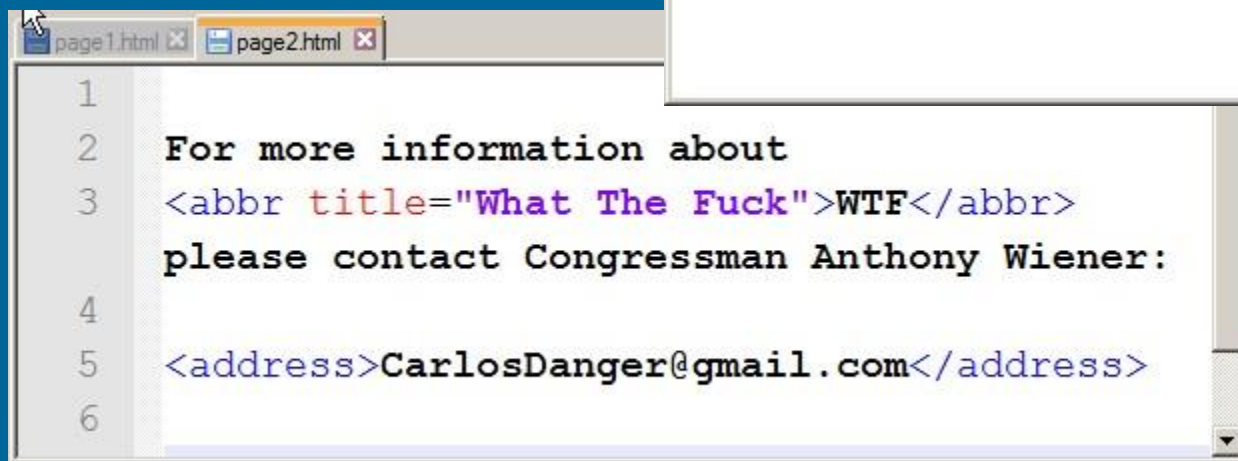 page1.html page2.html
1
2 For more information about
3 <abbr title="What The Fuck">WTF</abbr>
please contact Congressman Anthony Wiener:
4
5 <address>CarlosDanger@gmail.com</address>
6